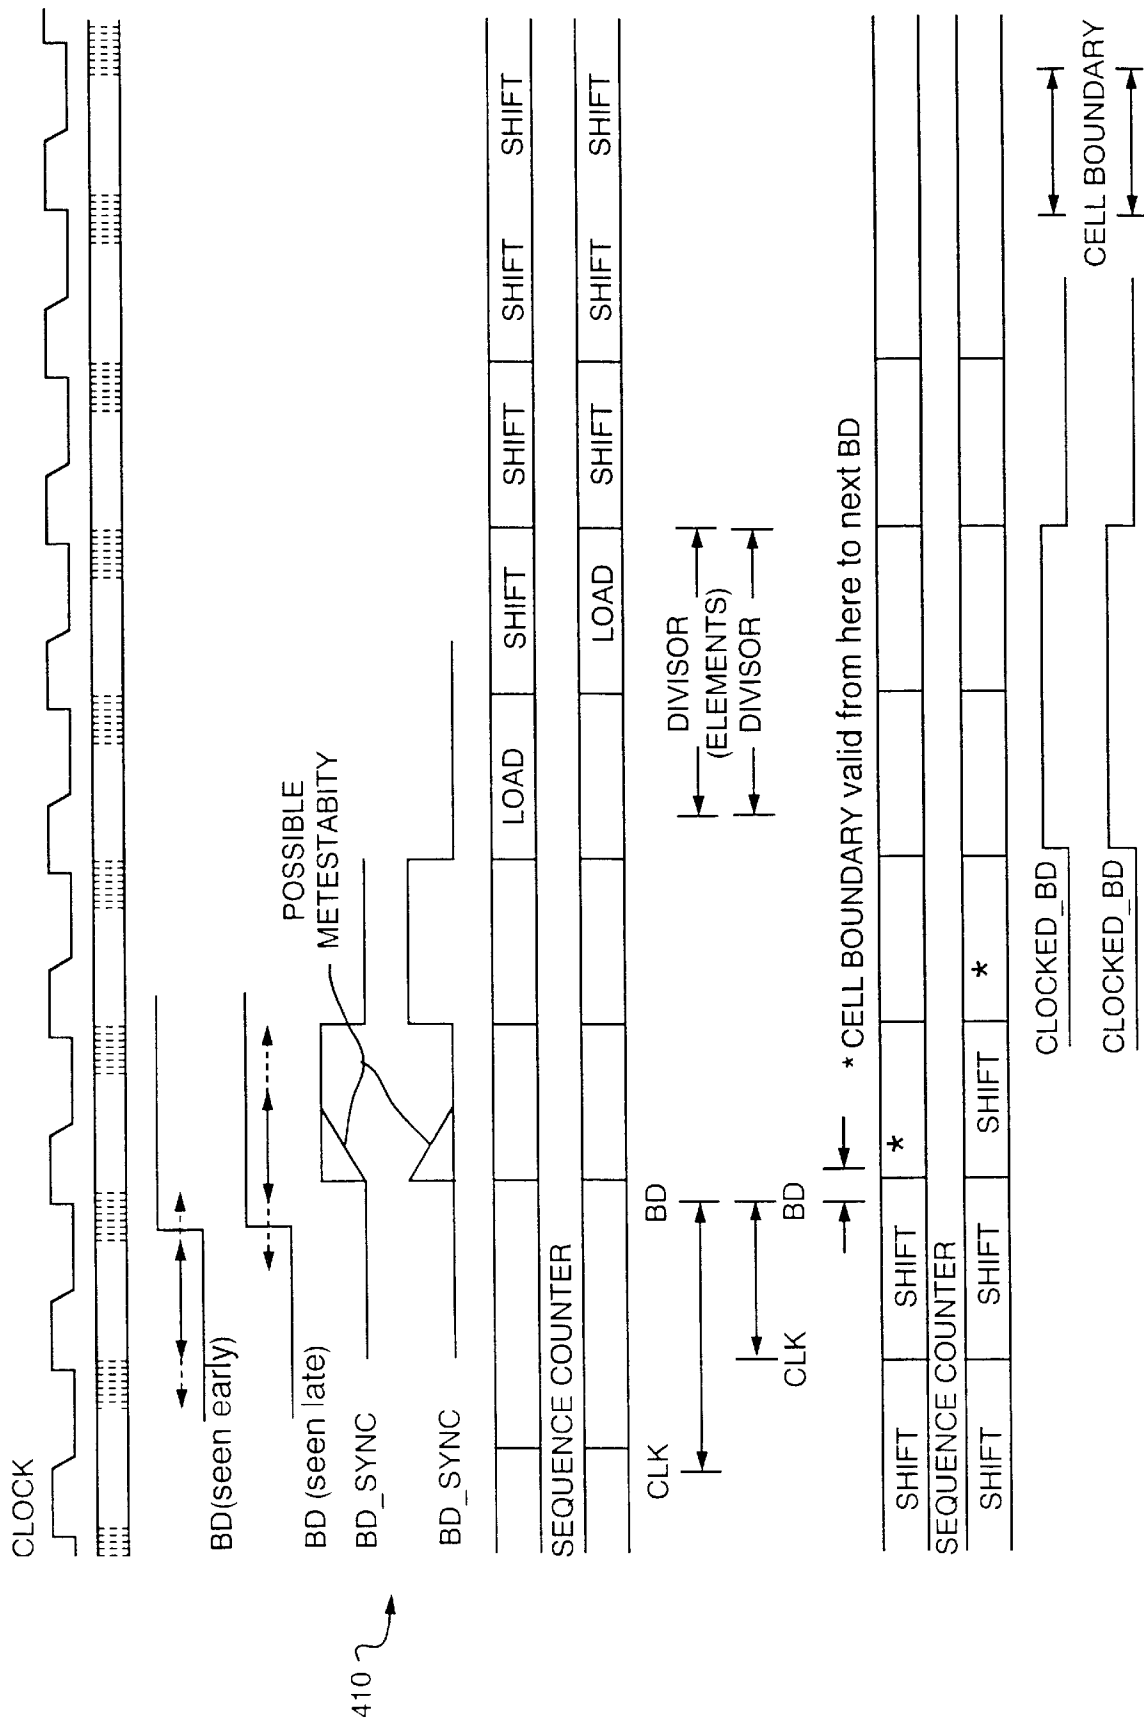 CLOCK
BD(seen early)
BD (seen late)
POSSIBLE
METESTABITY
BD_SYNC
BD_SYNC
410
LOAD SHIFT SHIFT SHIFT SHIFT
SEQUENCE COUNTER
LOAD SHIFT SHIFT SHIFT
CLK BD
DIVISOR
(ELEMENTS)
DIVISOR
CLK BD
* CELL BOUNDARY valid from here to next BD
SHIFT SHIFT *
SEQUENCE COUNTER
SHIFT SHIFT SHIFT *
CLOCKED_BD
CELL BOUNDARY
CLOCKED_BD